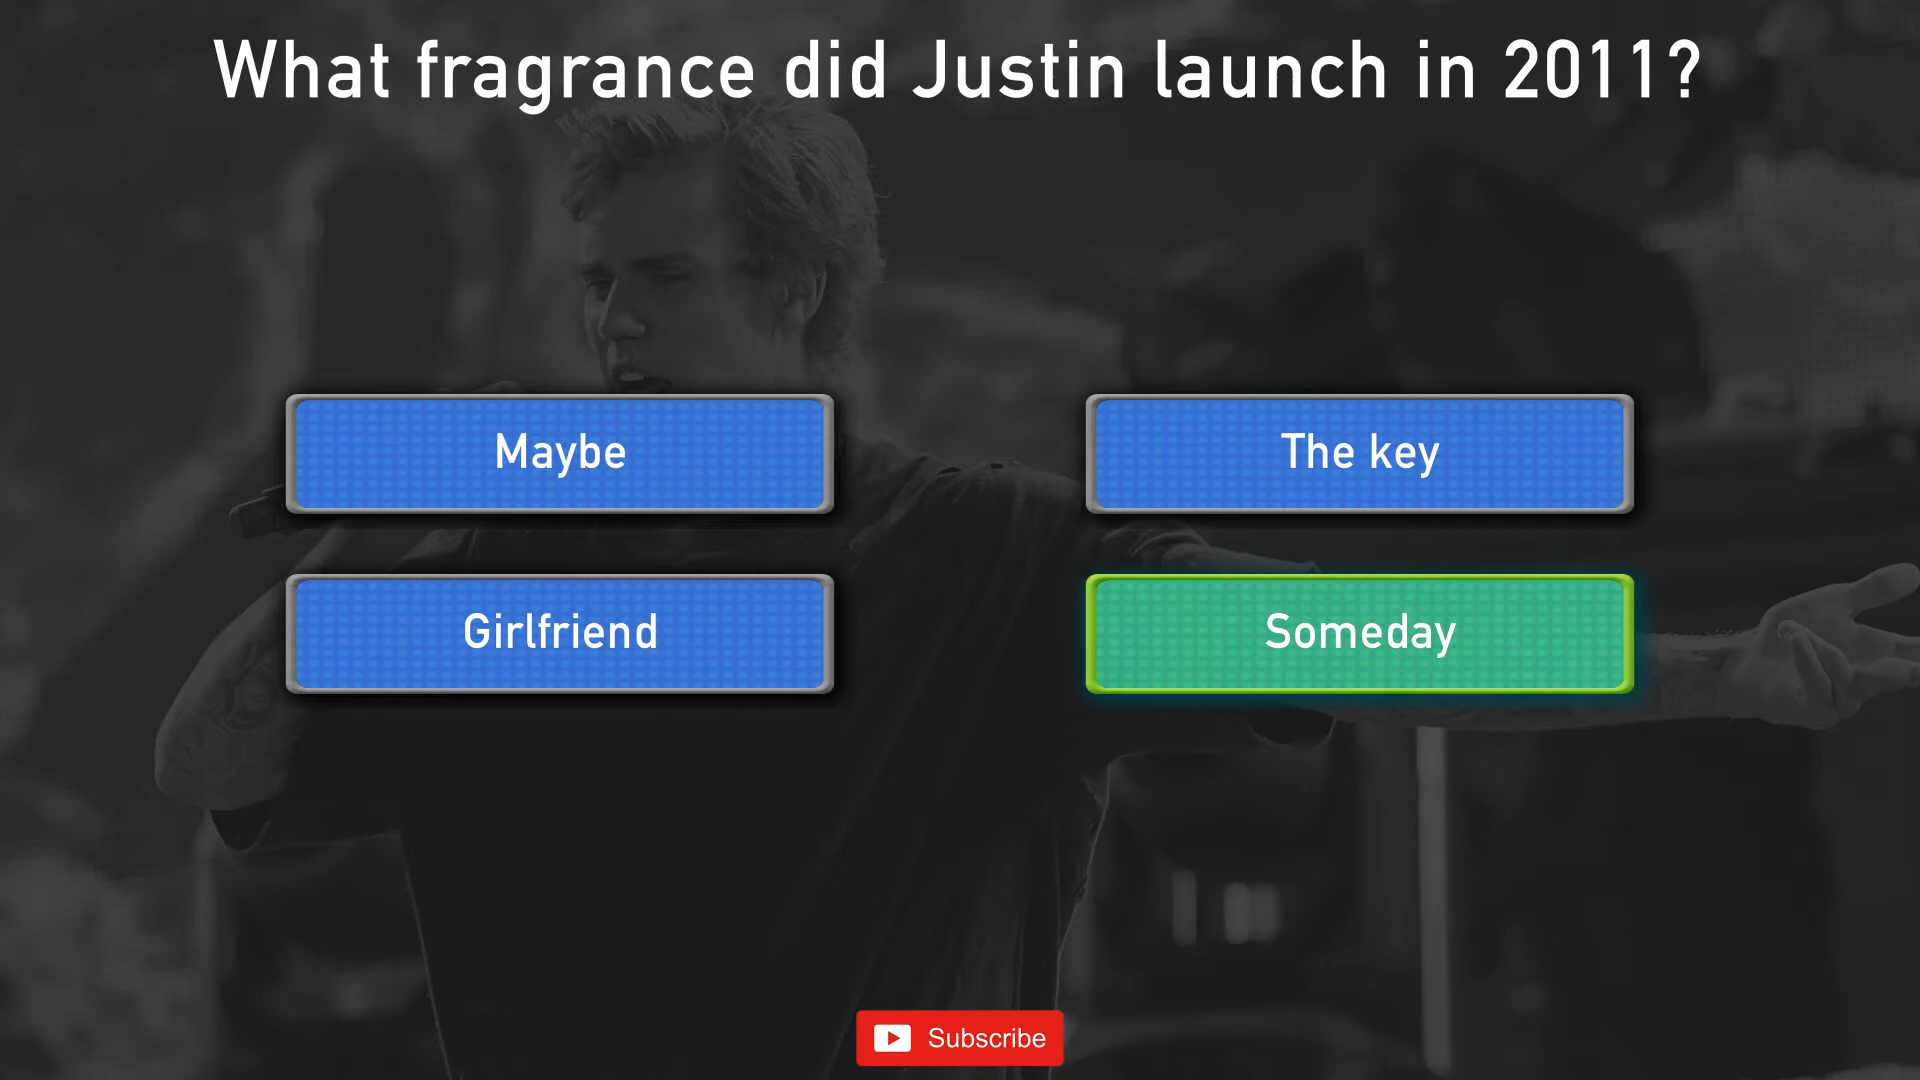 What fragrance did Justin launch in 2011?
Maybe
The key
Girlfriend
Someday
Subscribe